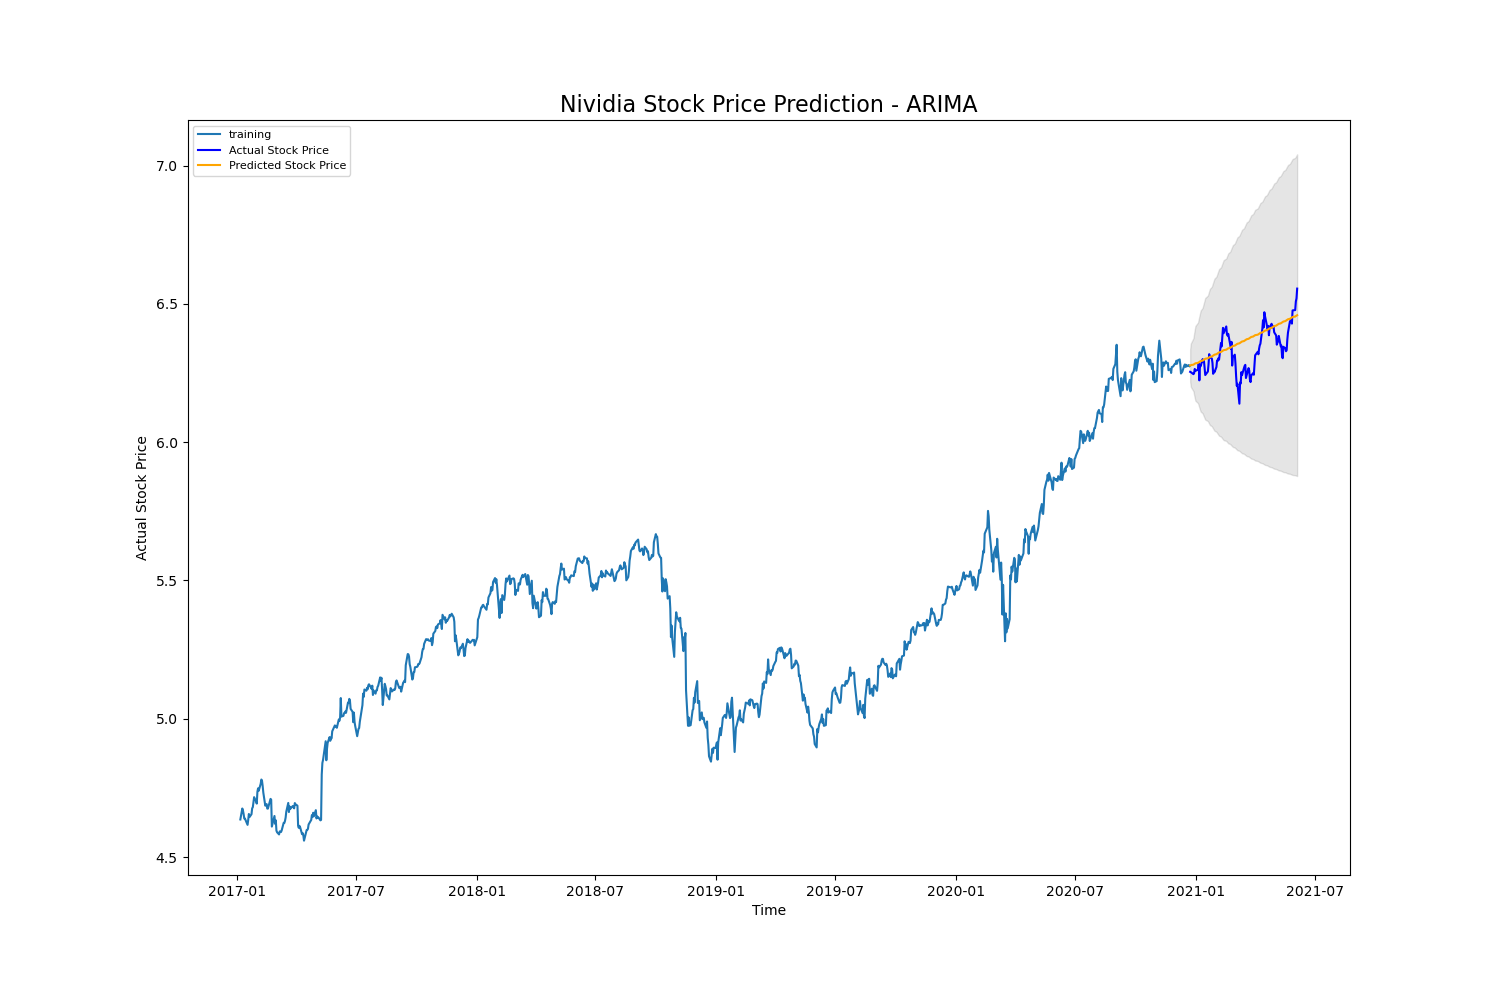 Nividia Stock Price Prediction - ARIMA
training
Actual Stock Price
Predicted Stock Price
Actual Stock Price
7.0
6.5
6.0
5.5
5.0
4.5
2017-01 2017-07 2018-01 2018-07 2019-01 2019-07 2020-01 2020-07 2021-01 2021-07
Time